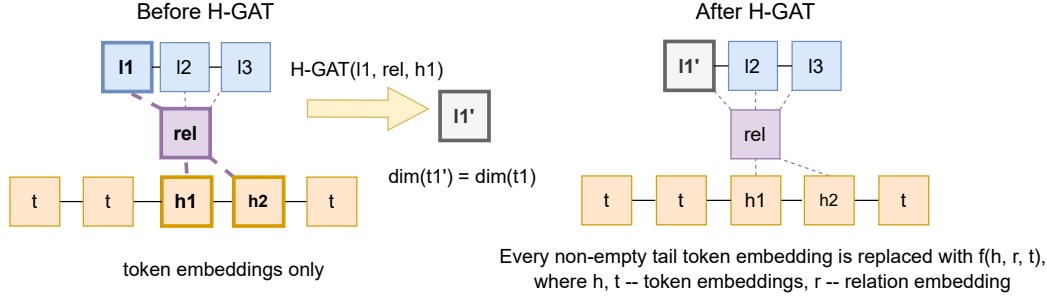 Before H-GAT
After H-GAT
l1 l2 l3
H-GAT(l1, rel, h1)
l1'
rel
dim(t1') = dim(t1)
t t h1 h2 t
token embeddings only
l1' l2 l3
rel
t t h1 h2 t
Every non-empty tail token embedding is replaced with f(h, r, t),
where h, t -- token embeddings, r -- relation embedding